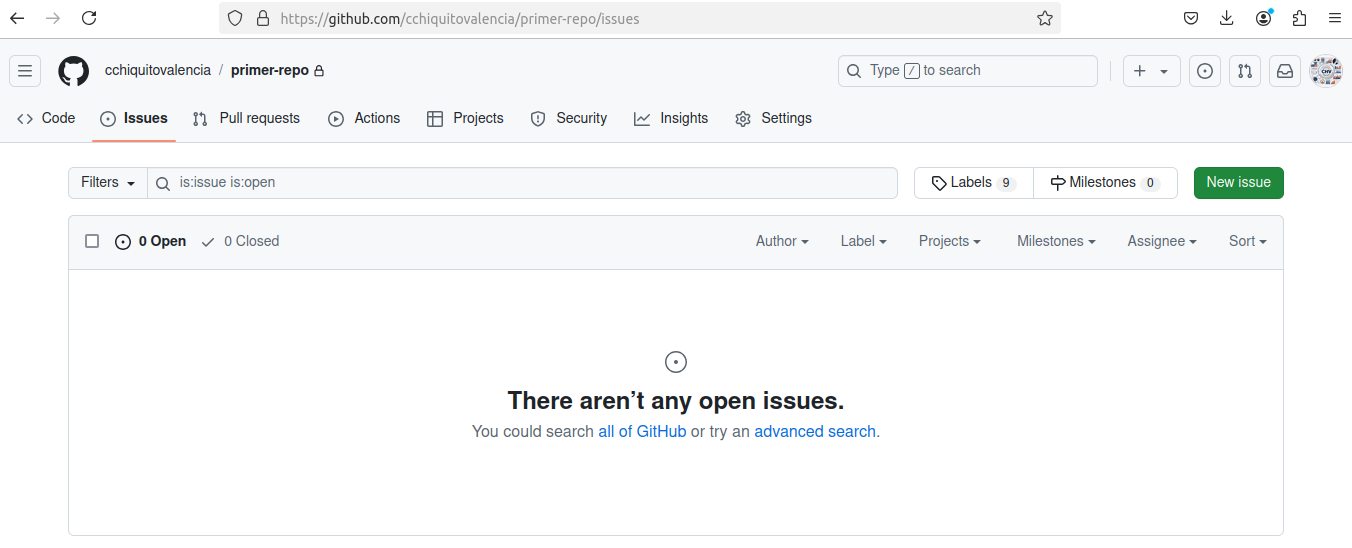 https://github.com/cchiquitovalencia/primer-repo/issues
cchiquitovalencia / primer-repo
Type / to search
CHV
Code Issues Pull requests Actions Projects Security Insights Settings
Filters is:issue is:open Labels 9 Milestones 0 New issue
0 Open 0 Closed Author Label Projects Milestones Assignee Sort
There aren’t any open issues.
You could search all of GitHub or try an advanced search.